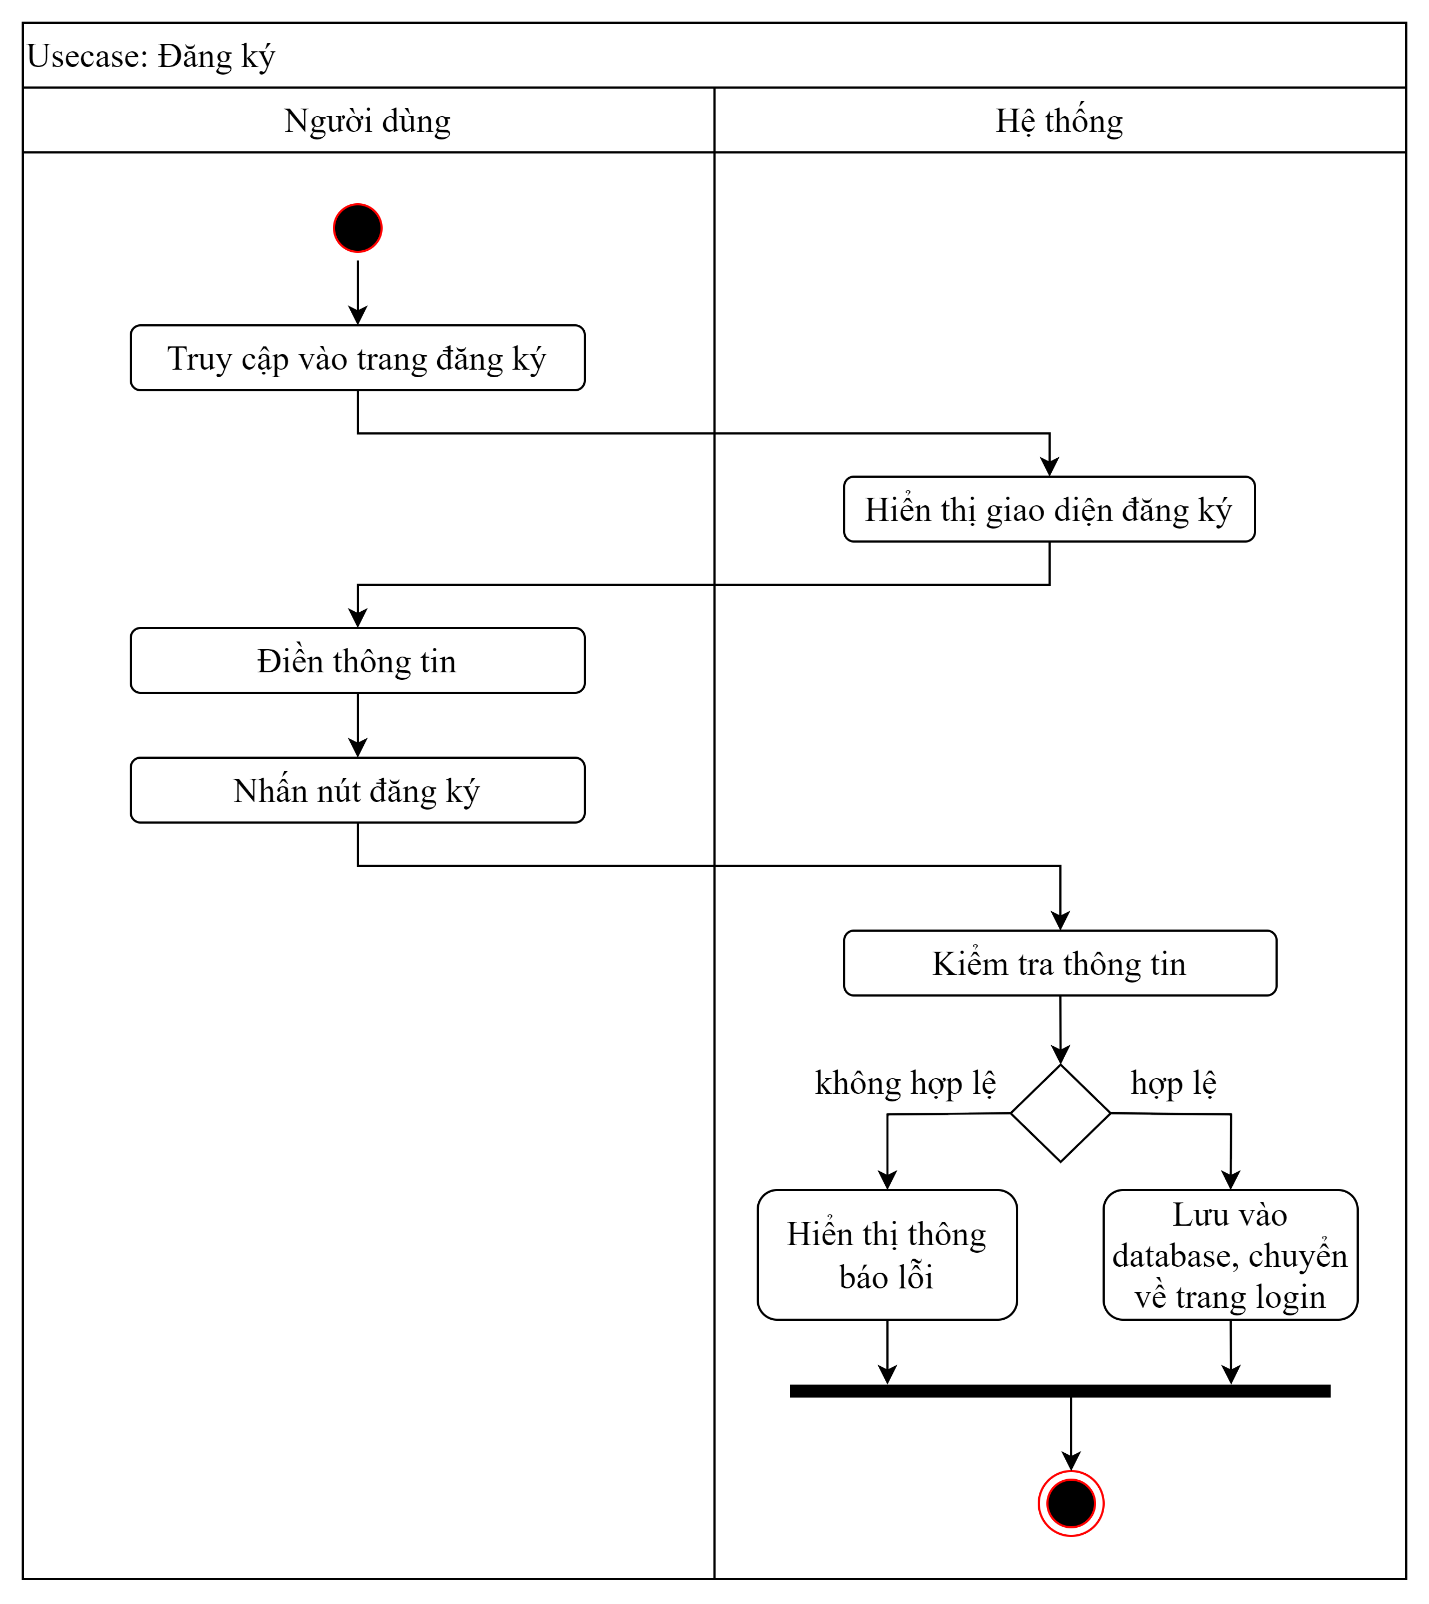 Usecase: Đăng ký
Người dùng
Hệ thống
Truy cập vào trang đăng ký
Hiển thị giao diện đăng ký
Điền thông tin
Nhấn nút đăng ký
Kiểm tra thông tin
không hợp lệ
hợp lệ
Hiển thị thông
báo lỗi
Lưu vào
database, chuyển
về trang login